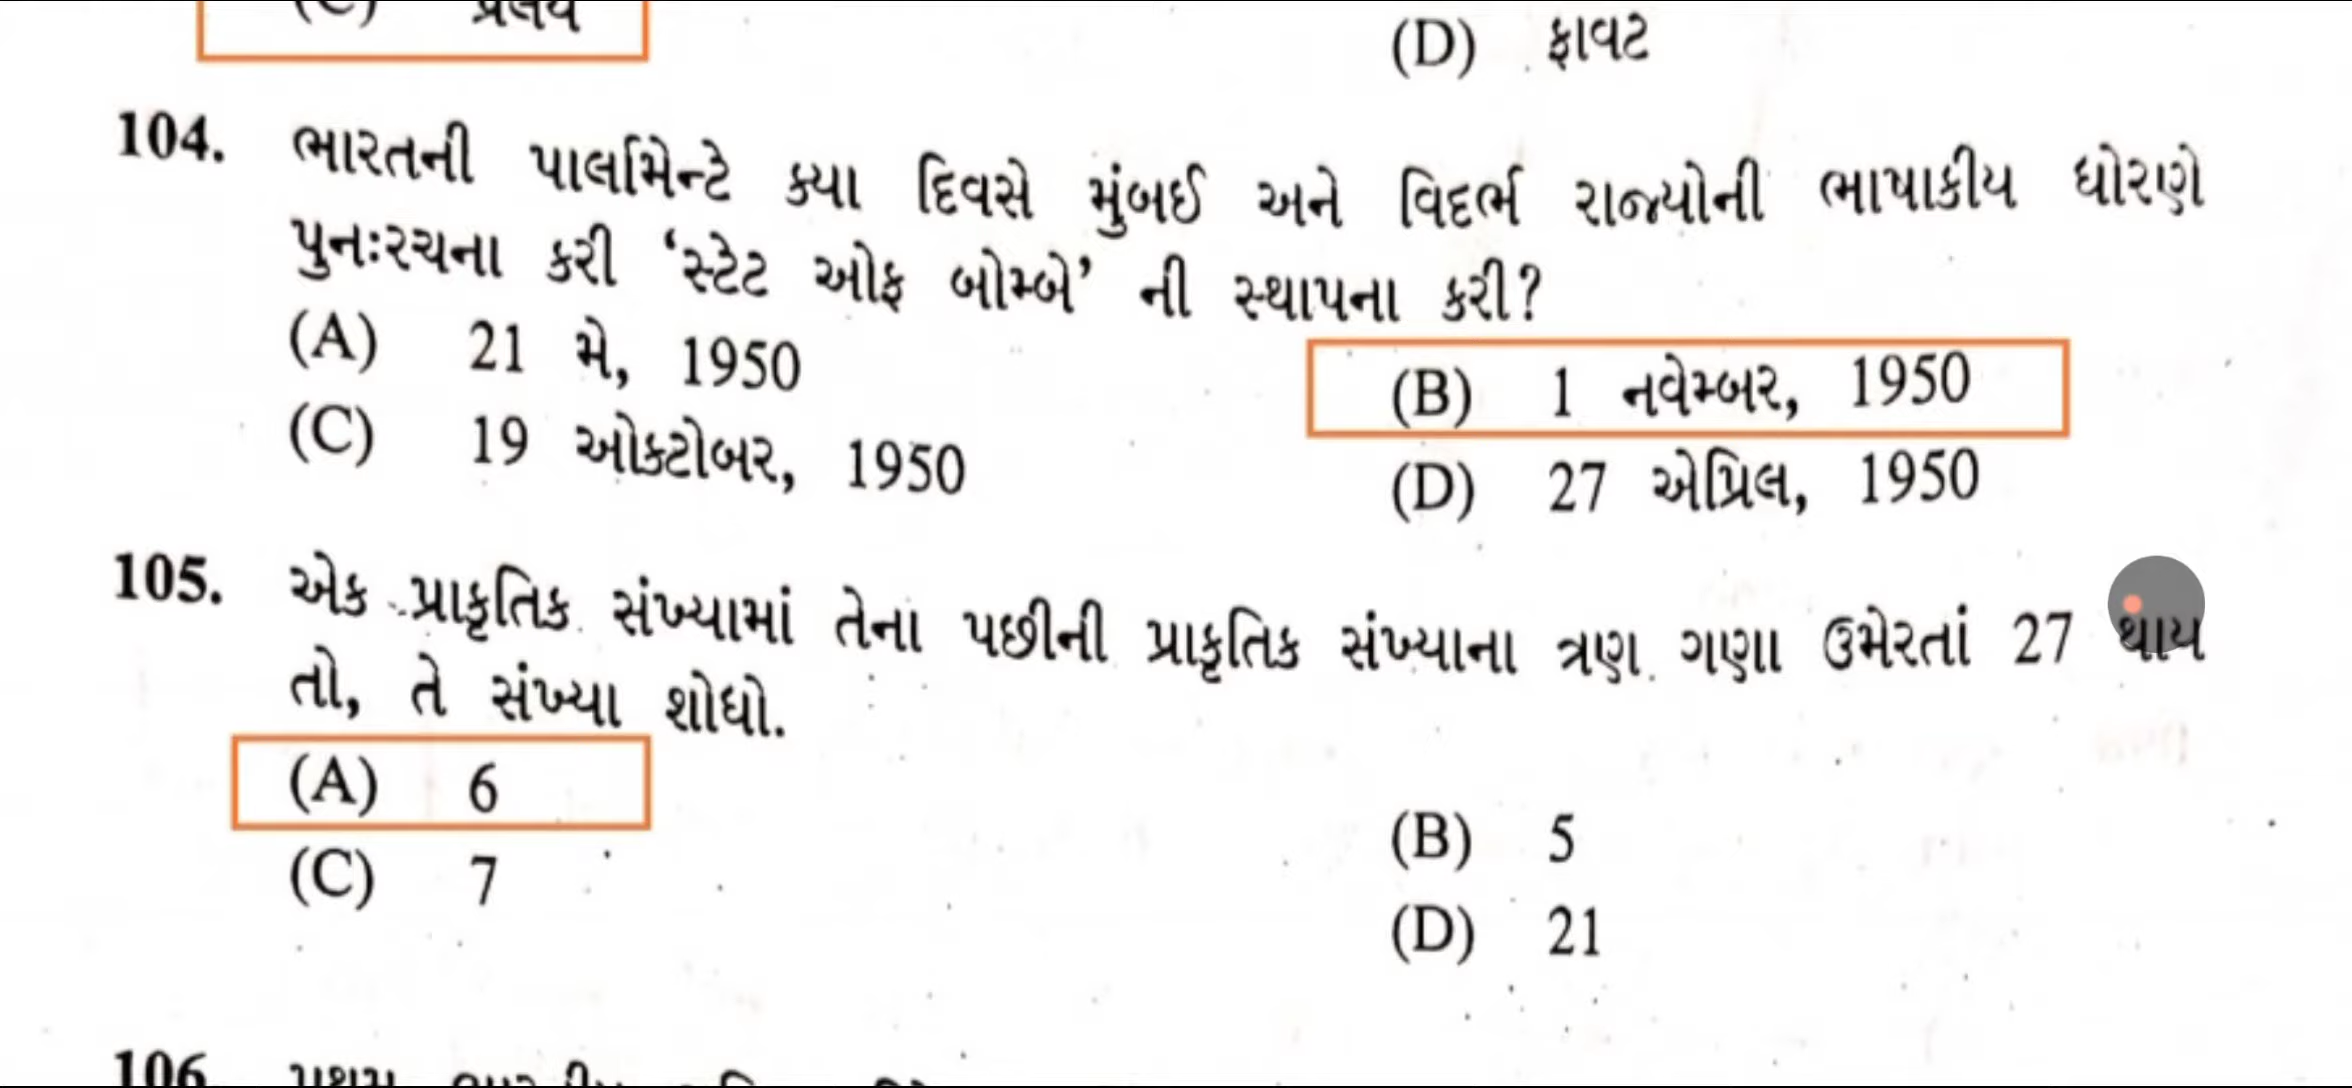 (C) પ્રલય
(D) ફાવટ
104. ભારતની પાર્લામેન્ટે ક્યા દિવસે મુંબઈ અને વિદર્ભ રાજ્યોની ભાષાકીય ધોરણે
પુનઃરચના કરી ‘સ્ટેટ ઓફ બોમ્બે’ ની સ્થાપના કરી?
(A) 21 મે, 1950
(B) 1 નવેમ્બર, 1950
(C) 19 ઓક્ટોબર, 1950
(D) 27 એપ્રિલ, 1950
105. એક પ્રાકૃતિક સંખ્યામાં તેના પછીની પ્રાકૃતિક સંખ્યાના ત્રણ ગણા ઉમેરતાં 27 થાય
તો, તે સંખ્યા શોધો.
(A) 6
(B) 5
(C) 7
(D) 21
106.